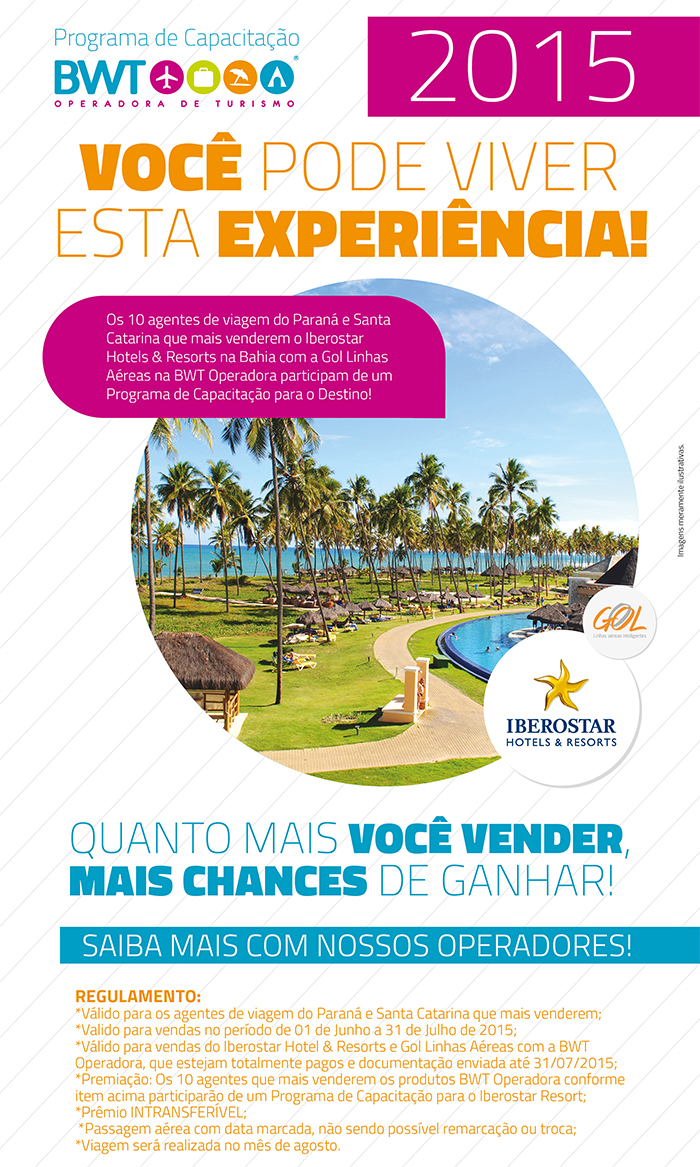 Programa de Capacitação
BWT ®
OPERADORA DE TURISMO
2015
VOCÊ PODE VIVER
ESTA EXPERIÊNCIA!
Os 10 agentes de viagem do Paraná e Santa
Catarina que mais venderem o Iberostar
Hotels & Resorts na Bahia com a Gol Linhas
Aéreas na BWT Operadora participam de um
Programa de Capacitação para o Destino!
Imagens meramente ilustrativas.
GOL
Linhas aéreas inteligentes
IBEROSTAR
HOTELS & RESORTS
QUANTO MAIS VOCÊ VENDER,
MAIS CHANCES DE GANHAR!
SAIBA MAIS COM NOSSOS OPERADORES!
REGULAMENTO:
*Válido para os agentes de viagem do Paraná e Santa Catarina que mais venderem;
*Valido para vendas no período de 01 de Junho a 31 de Julho de 2015;
*Válido para vendas do Iberostar Hotel & Resorts e Gol Linhas Aéreas com a BWT
Operadora, que estejam totalmente pagos e documentação enviada até 31/07/2015;
*Premiação: Os 10 agentes que mais venderem os produtos BWT Operadora conforme
item acima participarão de um Programa de Capacitação para o Iberostar Resort;
*Prêmio INTRANSFERÍVEL;
*Passagem aérea com data marcada, não sendo possível remarcação ou troca;
*Viagem será realizada no mês de agosto.